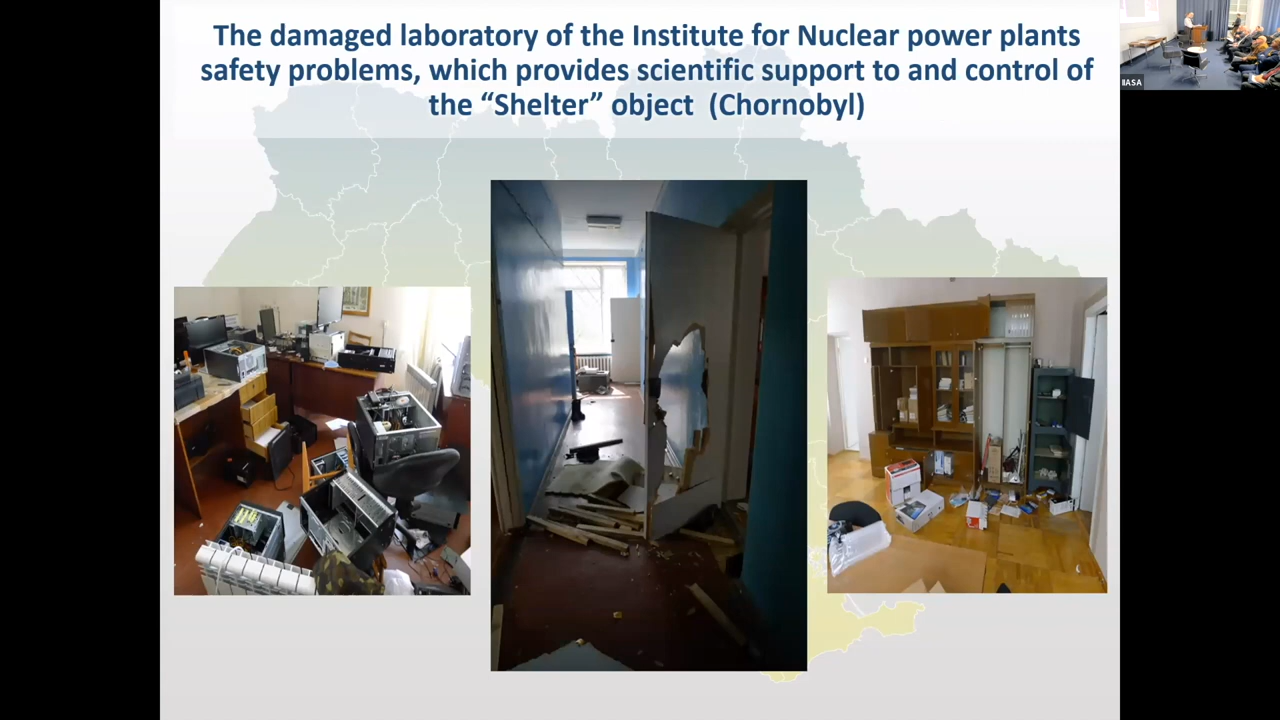 The damaged laboratory of the Institute for Nuclear power plants
safety problems, which provides scientific support to and control of
the “Shelter” object (Chornobyl)
IIASA